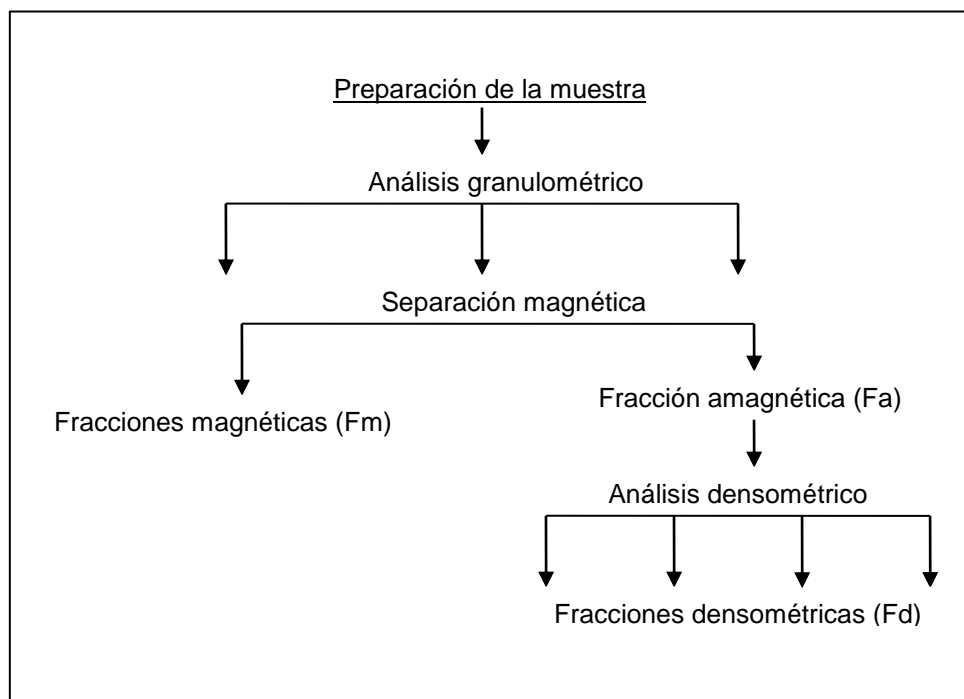 Preparación de la muestra
Análisis granulométrico
Separación magnética
Fracciones magnéticas (Fm)
Fracción amagnética (Fa)
Análisis densométrico
Fracciones densométricas (Fd)